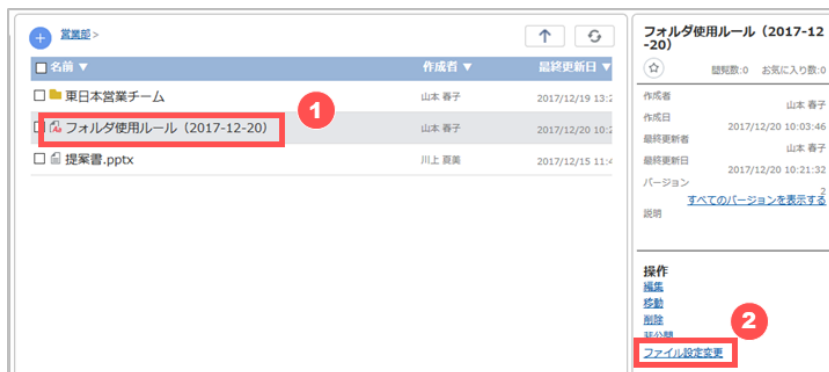 営業部 >
名前 ▼ 作成者 ▼ 最終更新日 ▼
東日本営業チーム 山本 春子 2017/12/19 13:2
1
フォルダ使用ルール（2017-12-20） 山本 春子 2017/12/20 10:2
提案書.pptx 川上 夏美 2017/12/15 11:4
フォルダ使用ルール（2017-12
-20）
閲覧数:0 お気に入り数:0
作成者
山本 春子
作成日
2017/12/20 10:03:46
最終更新者
山本 春子
最終更新日
2017/12/20 10:21:32
バージョン
2
すべてのバージョンを表示する
説明
操作
編集
移動
削除
2
非公開
ファイル設定変更